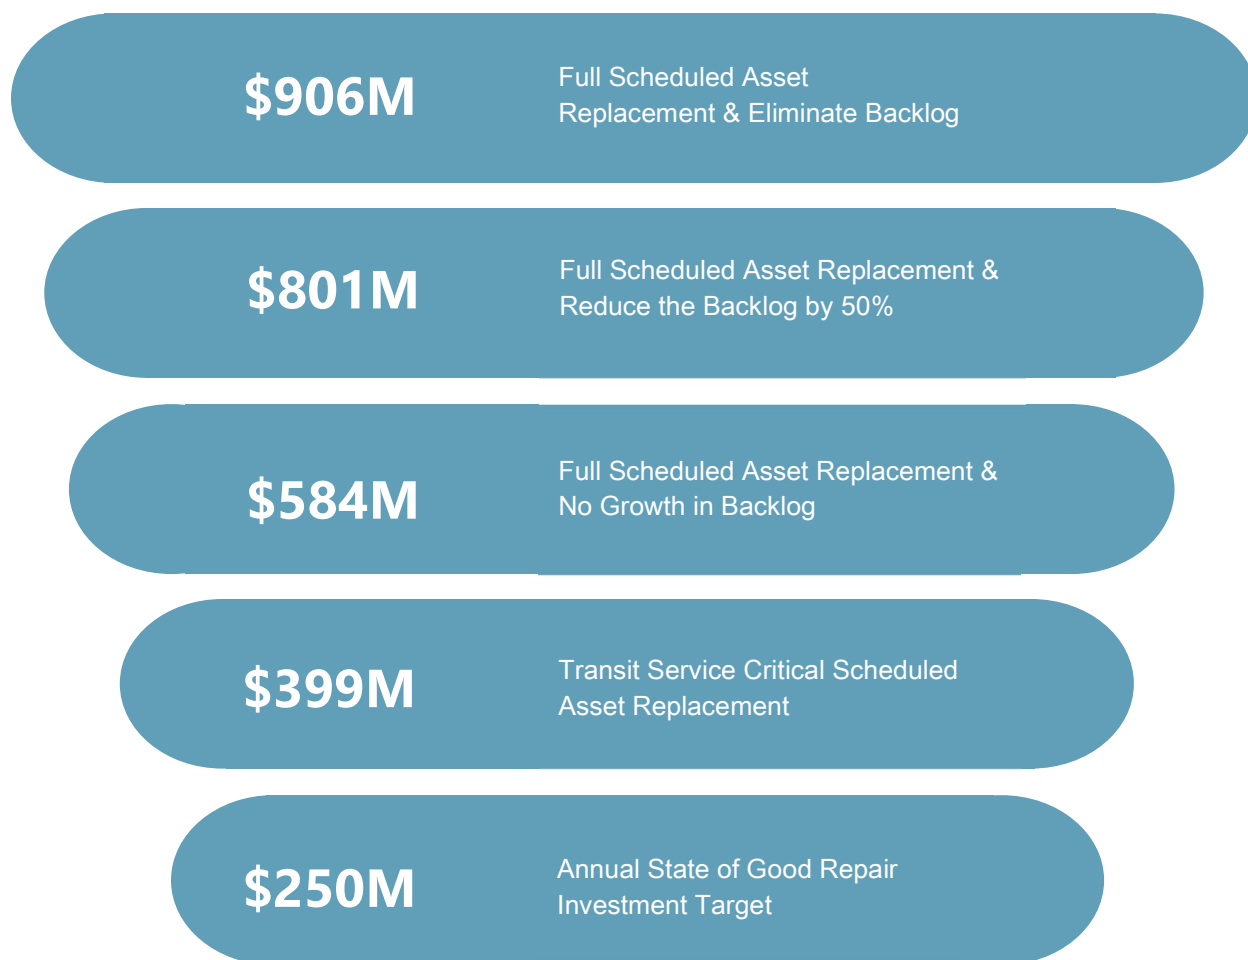 $906M
Full Scheduled Asset
Replacement & Eliminate Backlog
$801M
Full Scheduled Asset Replacement &
Reduce the Backlog by 50%
$584M
Full Scheduled Asset Replacement &
No Growth in Backlog
$399M
Transit Service Critical Scheduled
Asset Replacement
$250M
Annual State of Good Repair
Investment Target